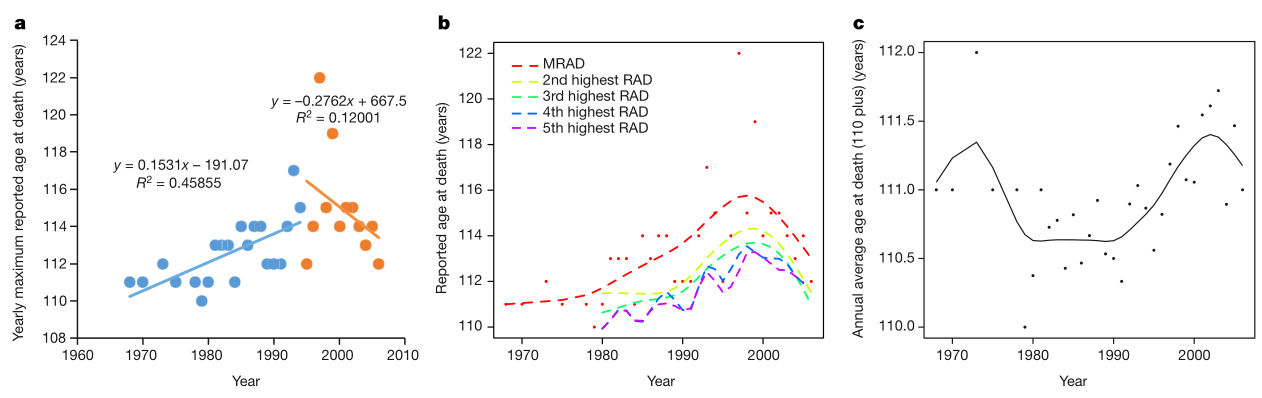 a
Yearly maximum reported age at death (years)
124
122
120
118
116
114
112
110
108
1960
1970
1980
1990
2000
2010
Year
y = 0.1531x – 191.07
R² = 0.45855
y = –0.2762x + 667.5
R² = 0.12001
b
Reported age at death (years)
122
120
118
116
114
112
110
1970
1980
1990
2000
Year
MRAD
2nd highest RAD
3rd highest RAD
4th highest RAD
5th highest RAD
c
Annual average age at death (110 plus) (years)
112.0
111.5
111.0
110.5
110.0
1970
1980
1990
2000
Year